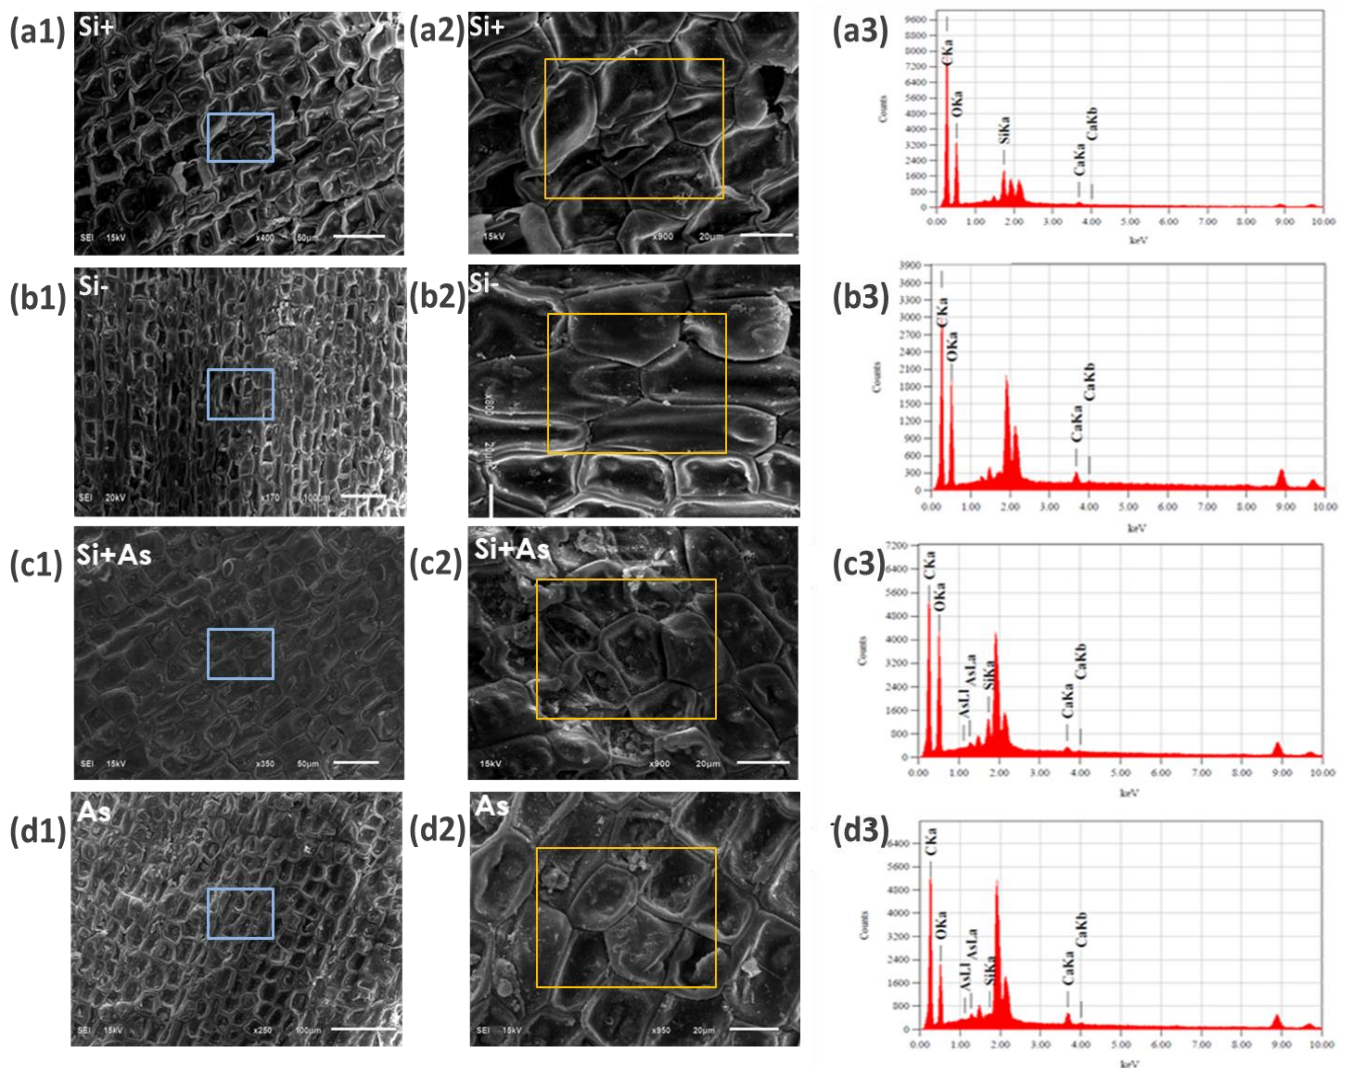 (a1) Si+
SEI 15kV x400 50μm
(a2) Si+
15kV x900 20μm
(a3)
9600
8800
8000
7200
6400
5600
4800
4000
3200
2400
1600
800
0
Counts
CKa
OKa
SiKa
CaKa
CaKb
0.00 1.00 2.00 3.00 4.00 5.00 6.00 7.00 8.00 9.00 10.00
keV
(b1) Si-
SEI 20kV x170 100μm
(b2) Si-
(b3)
3900
3600
3300
3000
2700
2400
2100
1800
1500
1200
900
600
300
0
Counts
CKa
OKa
CaKa
CaKb
0.00 1.00 2.00 3.00 4.00 5.00 6.00 7.00 8.00 9.00 10.00
keV
(c1) Si+As
SEI 15kV x350 50μm
(c2) Si+As
15kV x900 20μm
(c3)
7200
6400
5600
4800
4000
3200
2400
1600
800
0
Counts
CKa
OKa
AsLl
AsLa
SiKa
CaKa
CaKb
0.00 1.00 2.00 3.00 4.00 5.00 6.00 7.00 8.00 9.00 10.00
keV
(d1) As
SEI 15kV x250 100μm
(d2) As
SEI 15kV x950 20μm
(d3)
6400
5600
4800
4000
3200
2400
1600
800
0
Counts
CKa
OKa
AsLl
AsLa
SiKa
CaKa
CaKb
0.00 1.00 2.00 3.00 4.00 5.00 6.00 7.00 8.00 9.00 10.00
keV